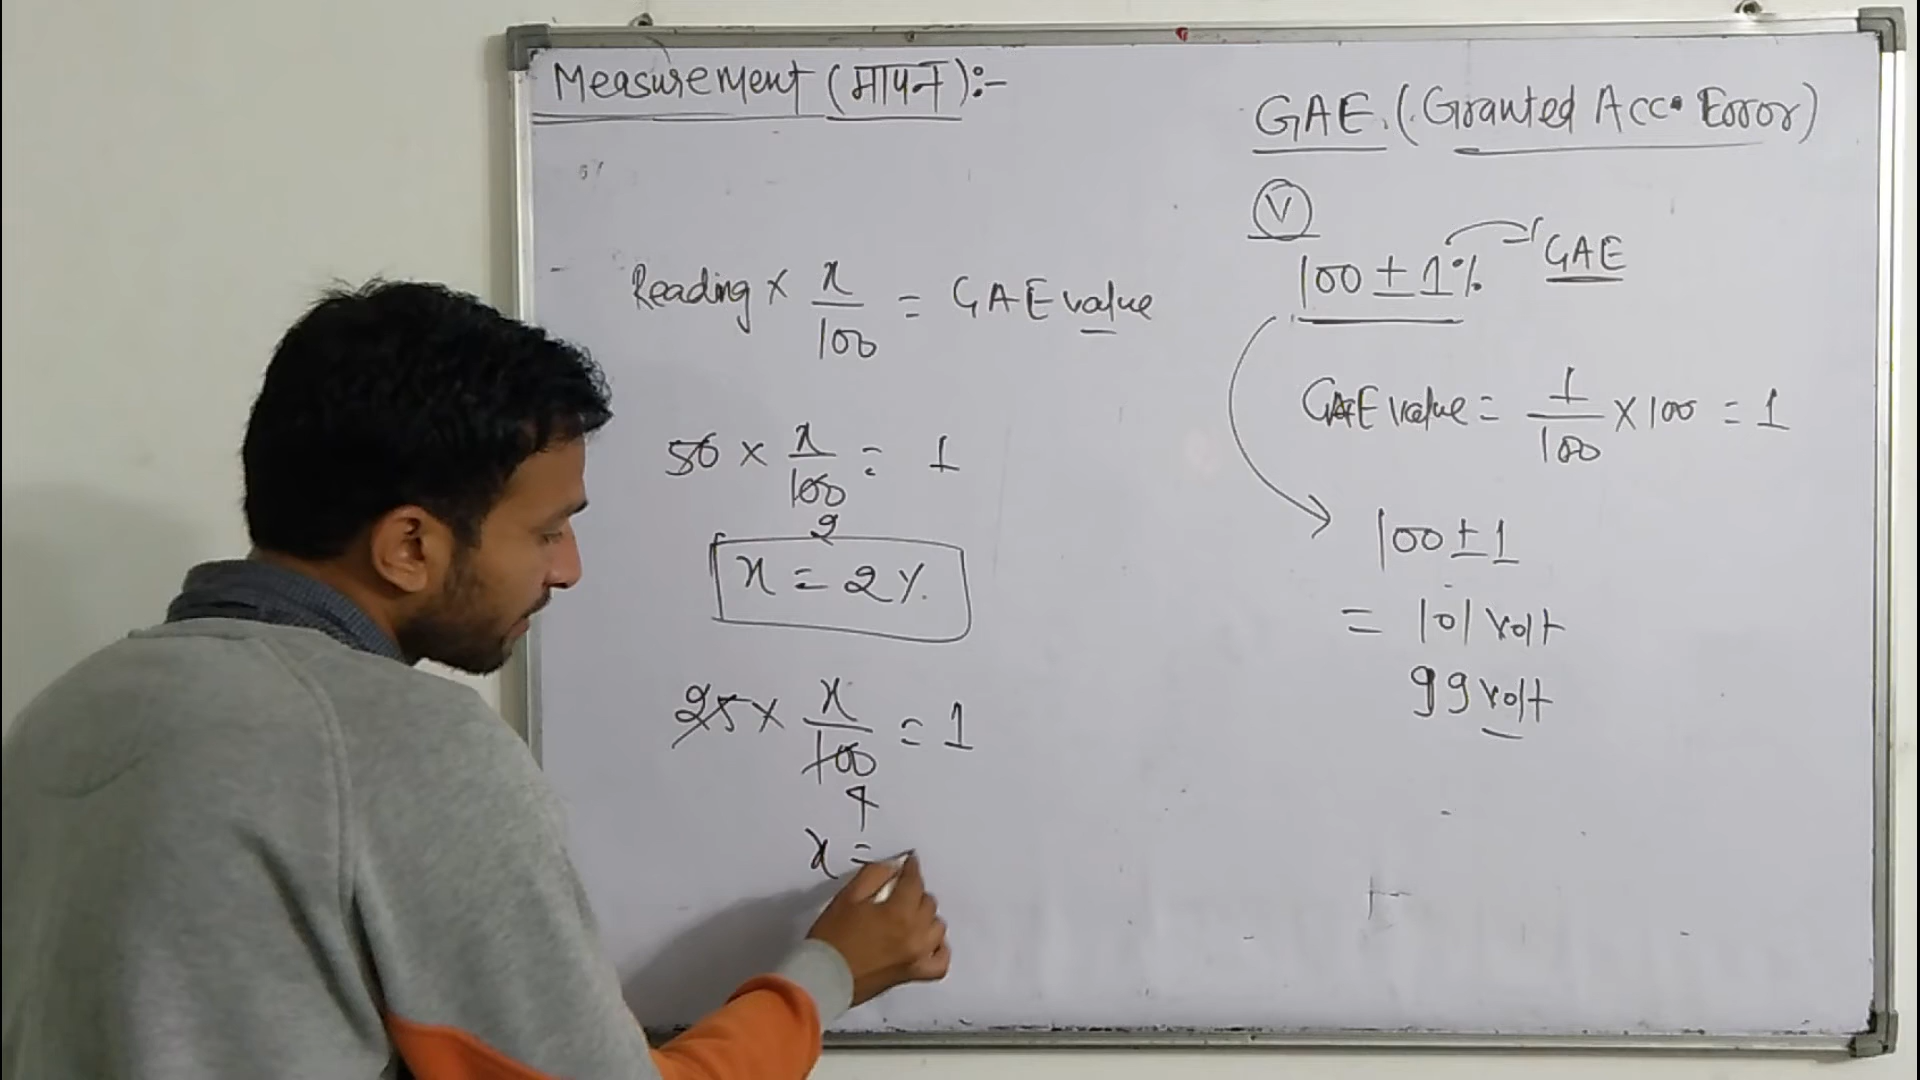 Measurement (मापन):-
Reading × x/100 = GAE value
50 × x/100 = 1
2
x = 2%
25 × x/100 = 1
4
x =
GAE. (Granted Acc. Error)
V
100 ± 1% → GAE
GAE value = 1/100 × 100 = 1
100 ± 1
= 101 volt
99 volt